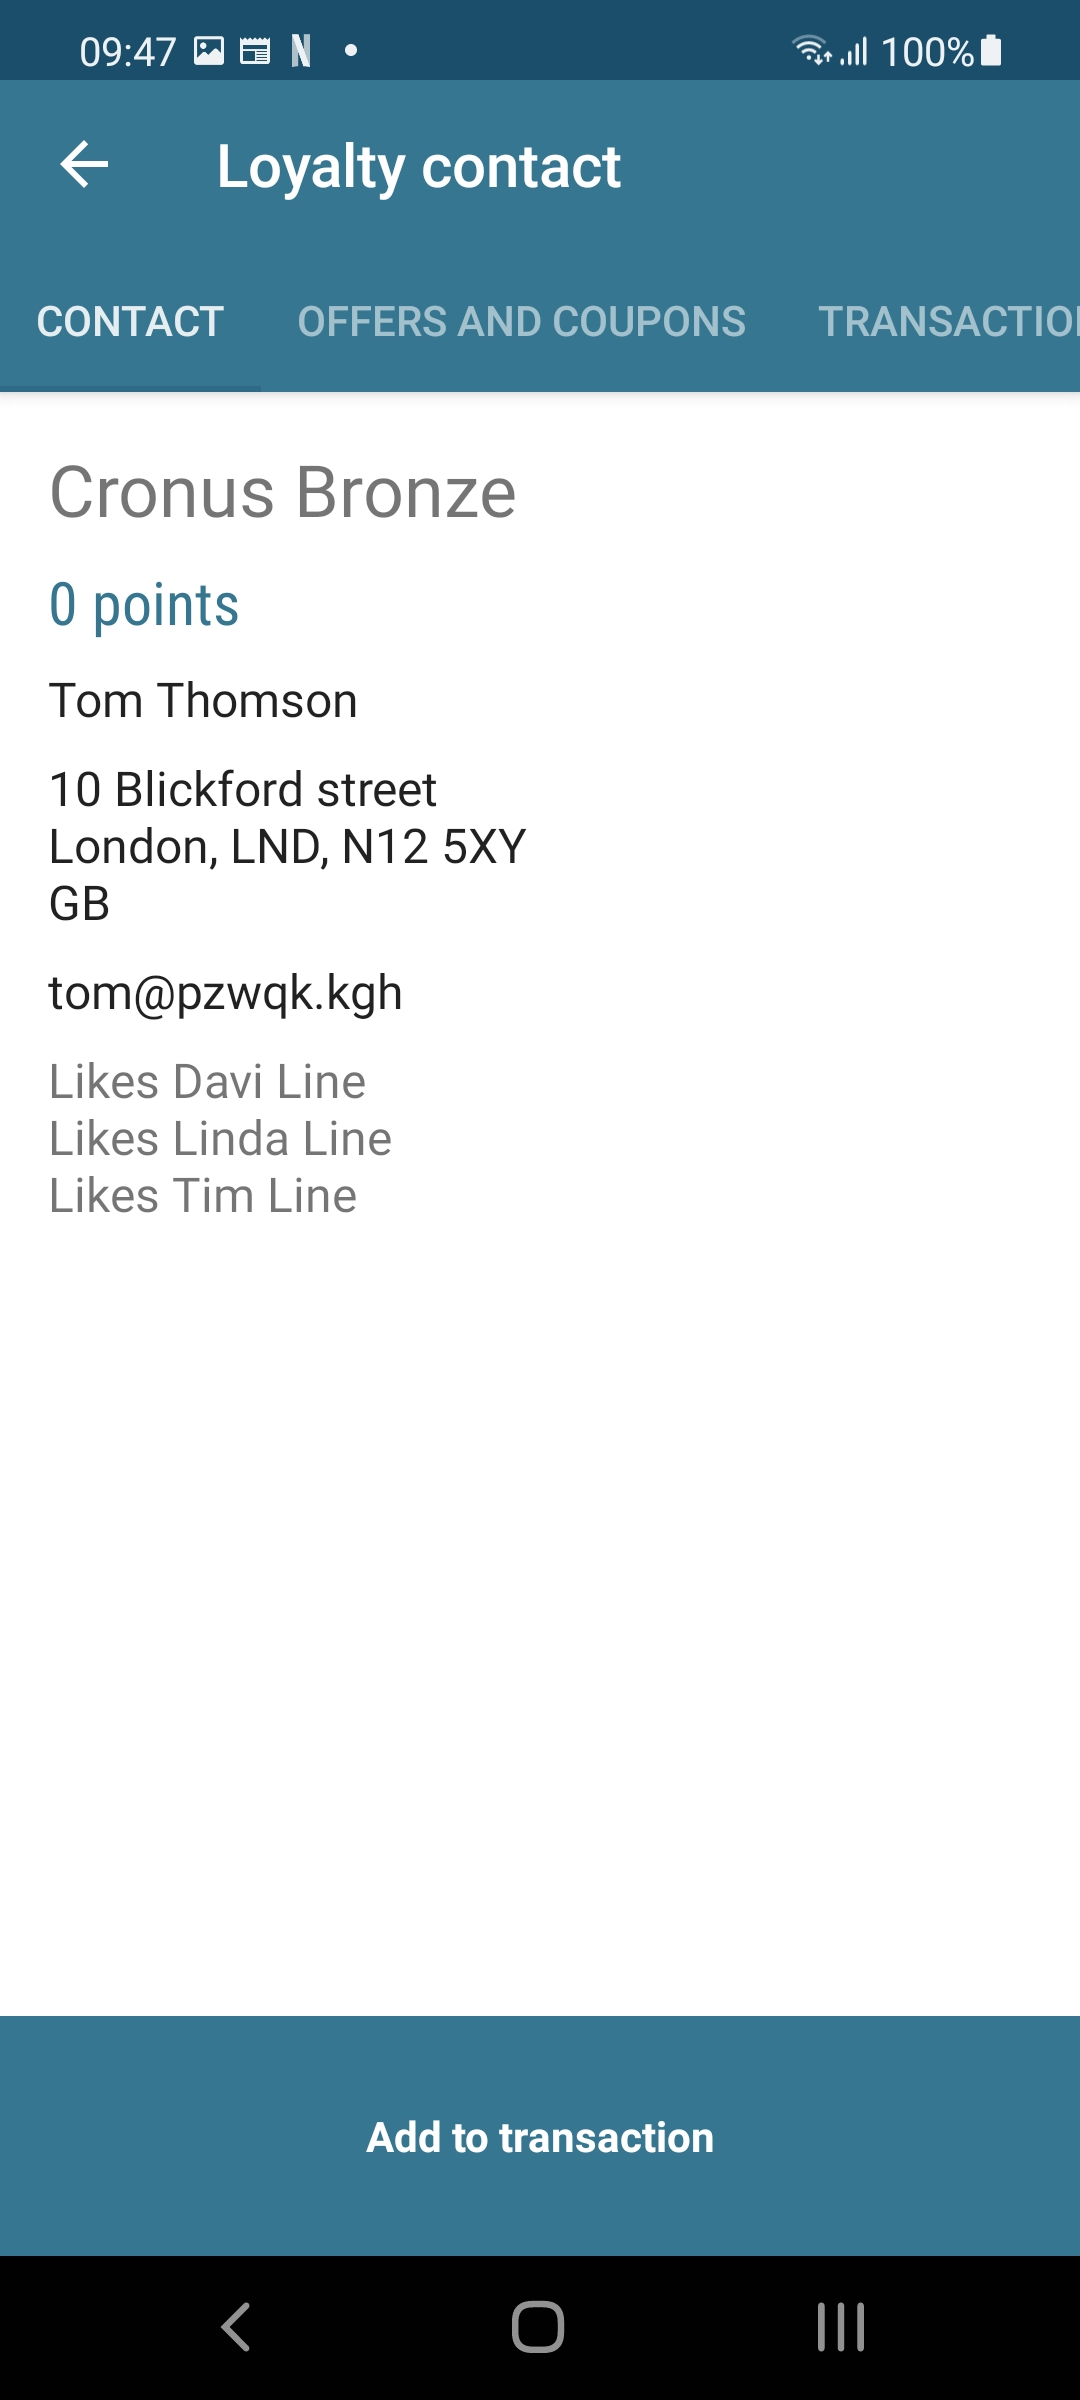 09:47 N 100%
Loyalty contact
CONTACT OFFERS AND COUPONS TRANSACTIO
Cronus Bronze
0 points
Tom Thomson
10 Blickford street
London, LND, N12 5XY
GB
tom@pzwqk.kgh
Likes Davi Line
Likes Linda Line
Likes Tim Line
Add to transaction